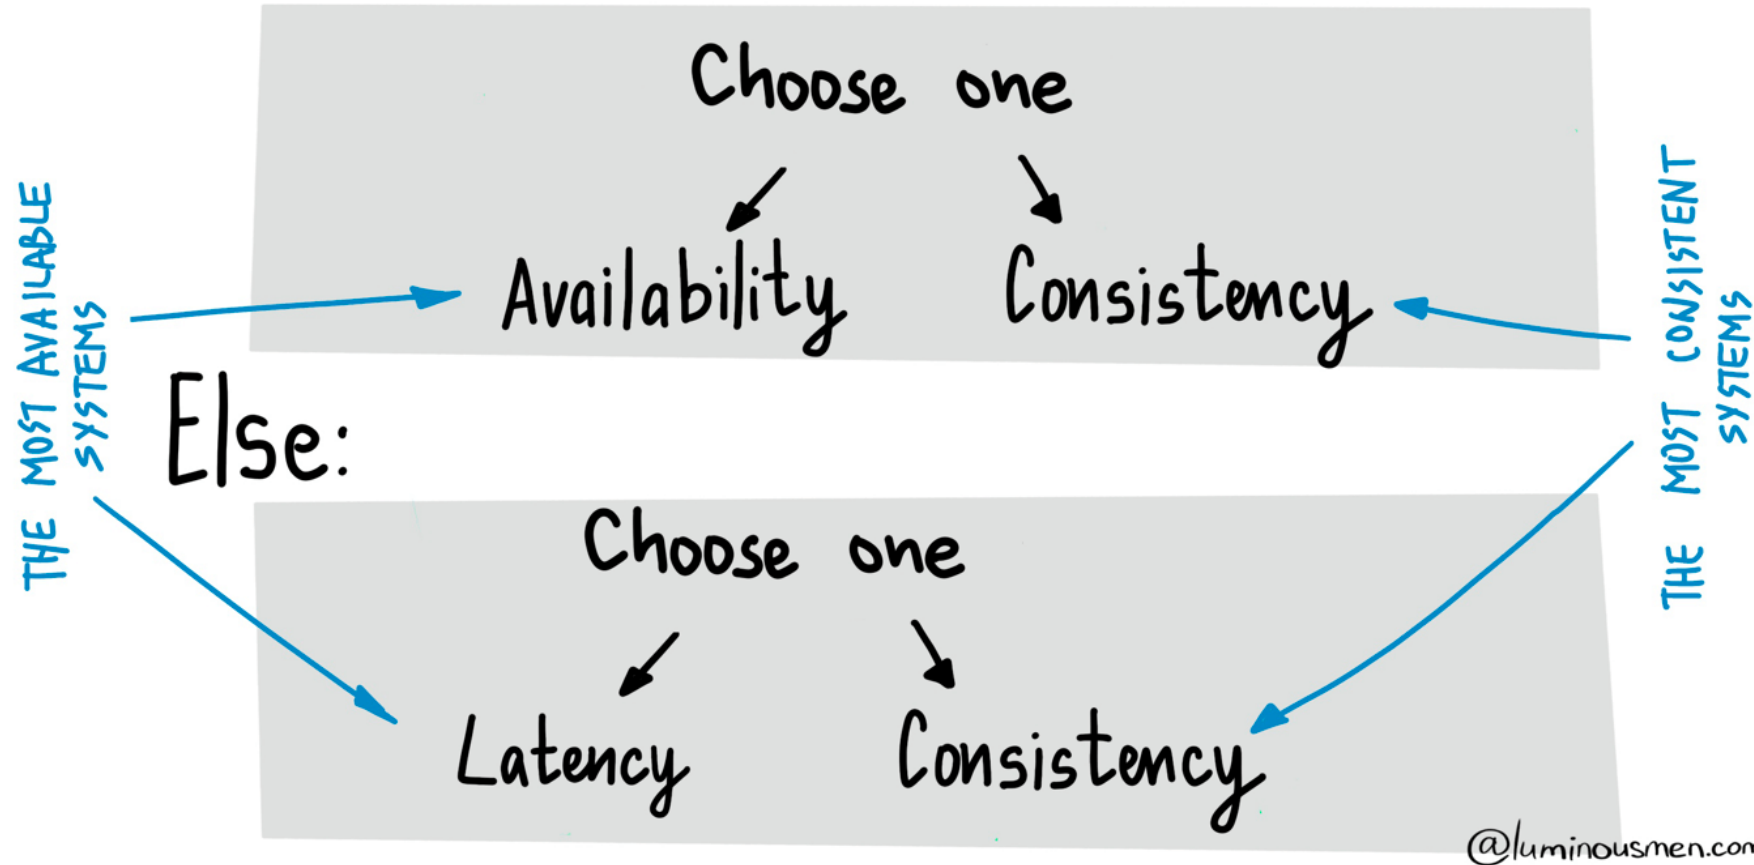 Choose one
Availability Consistency
THE MOST AVAILABLE
SYSTEMS
THE MOST CONSISTENT
SYSTEMS
Else:
Choose one
Latency Consistency
@luminousmen.com